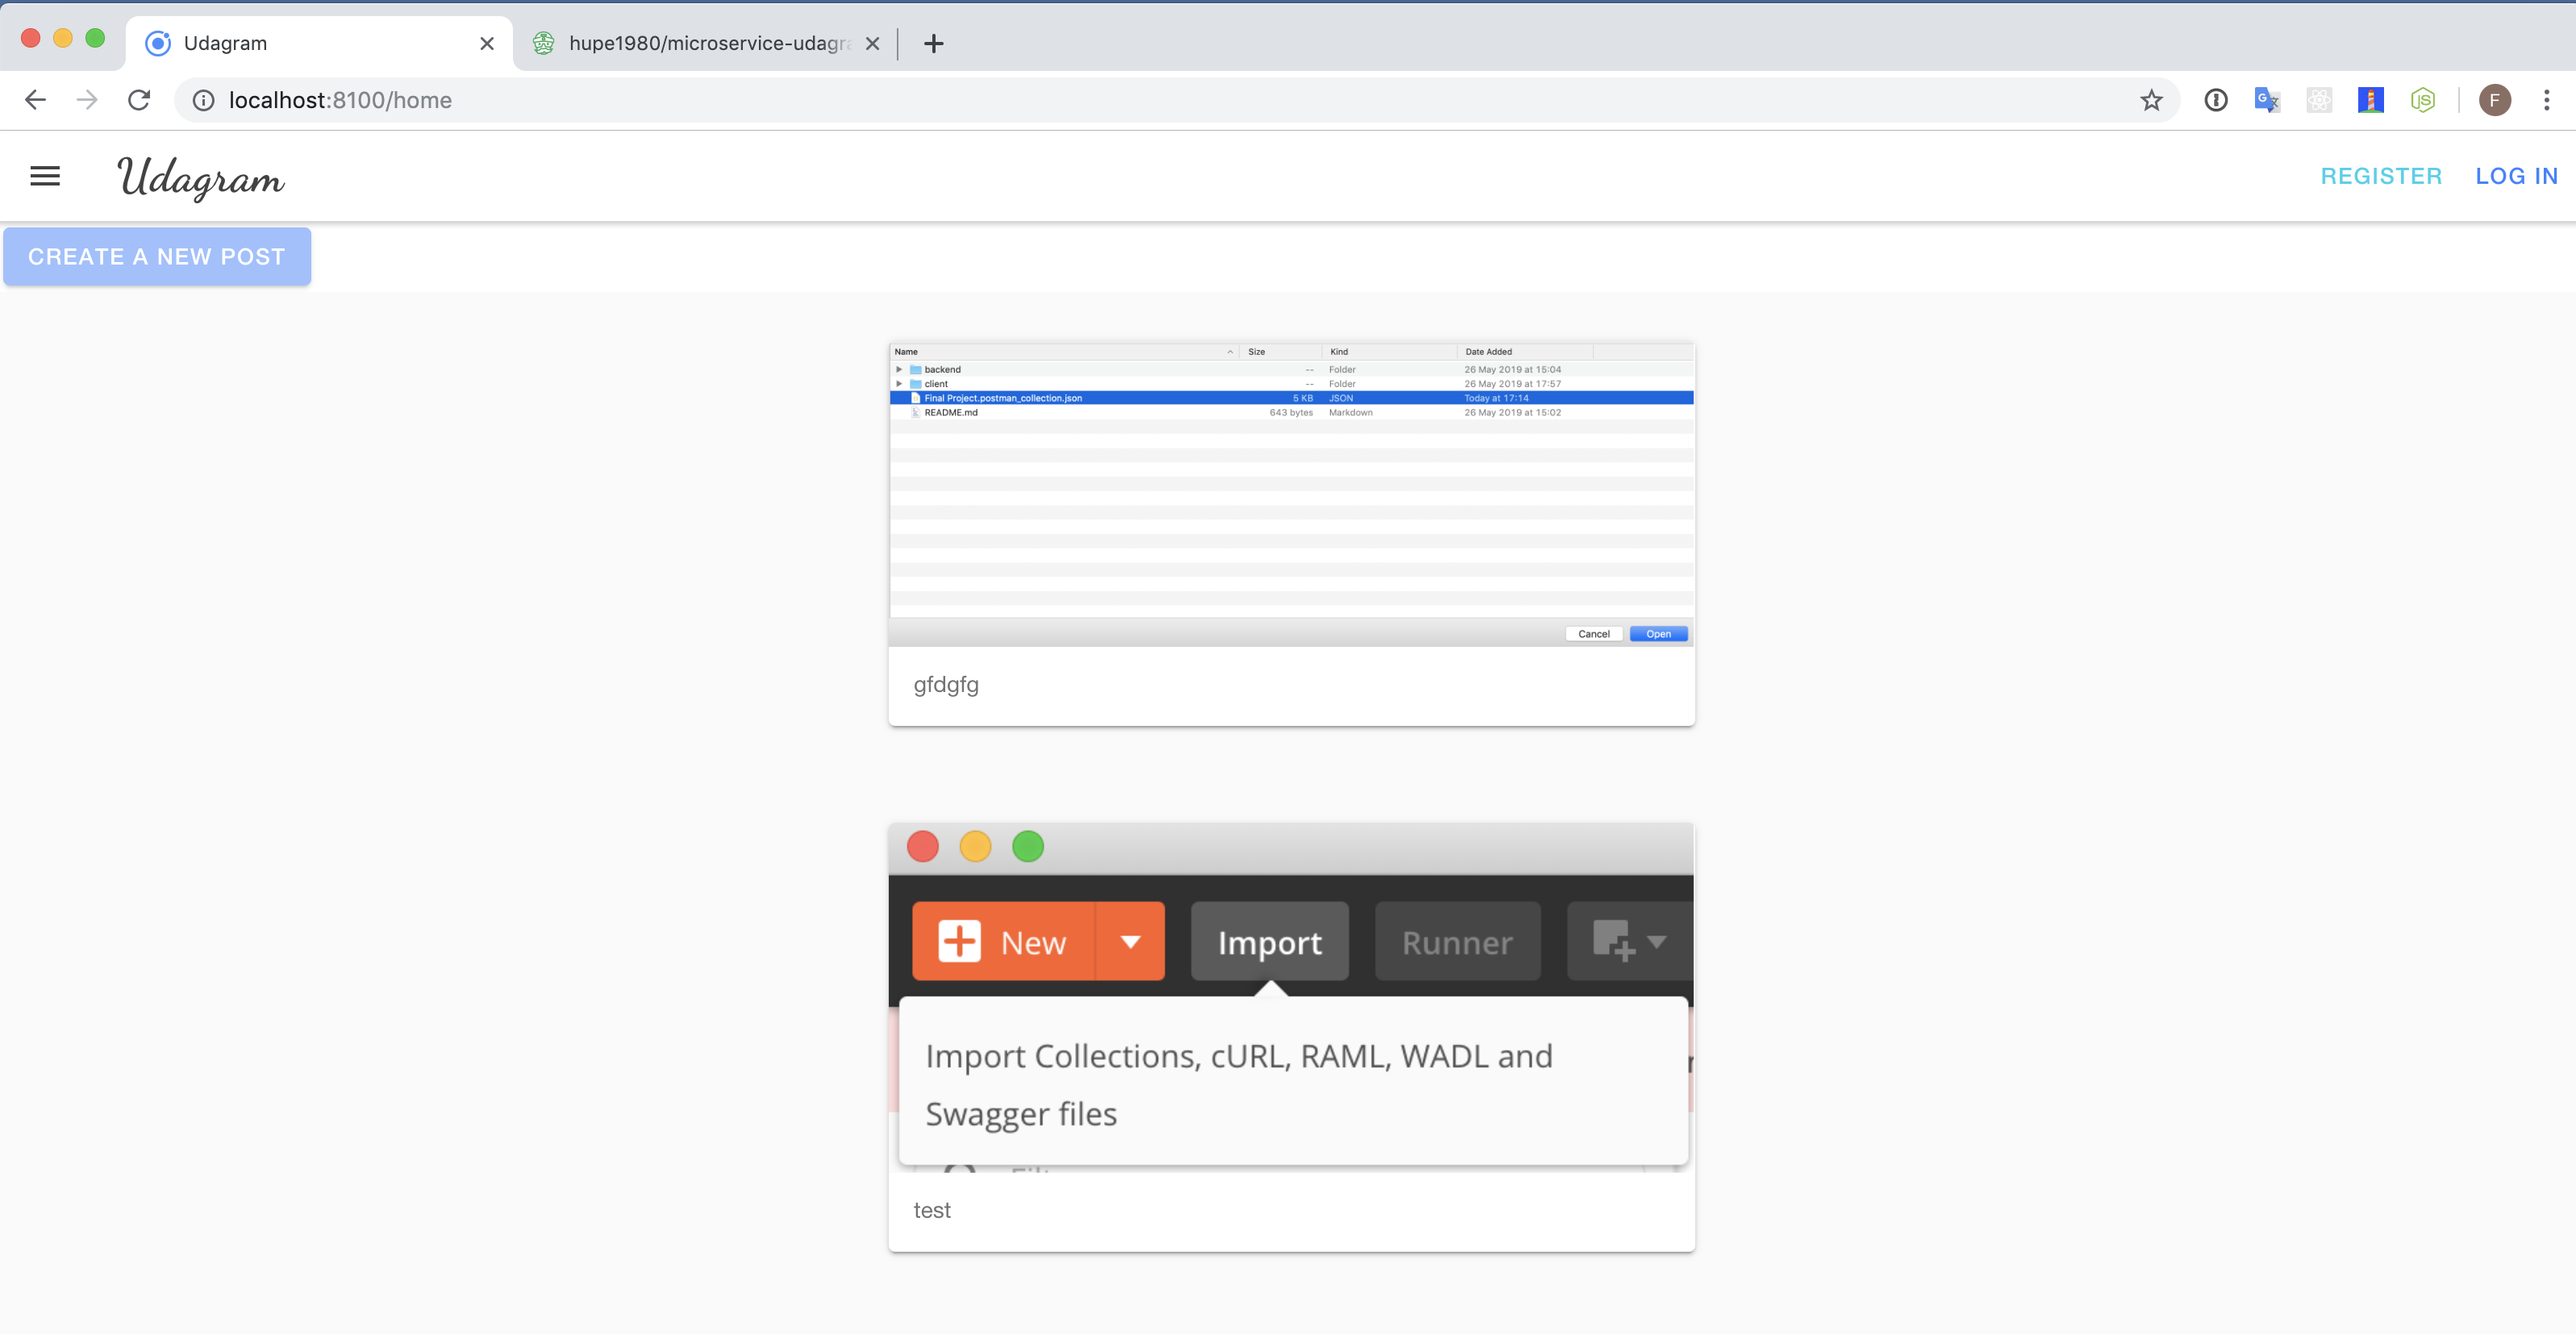 Udagram
hupe1980/microservice-udagr
localhost:8100/home
F
Udagram
REGISTER LOG IN
CREATE A NEW POST
Name Size Kind Date Added
backend -- Folder 26 May 2019 at 15:04
client -- Folder 26 May 2019 at 17:57
Final Project.postman_collection.json 5 KB JSON Today at 17:14
README.md 643 bytes Markdown 26 May 2019 at 15:02
Cancel Open
gfdgfg
New Import Runner
Import Collections, cURL, RAML, WADL and
Swagger files
test